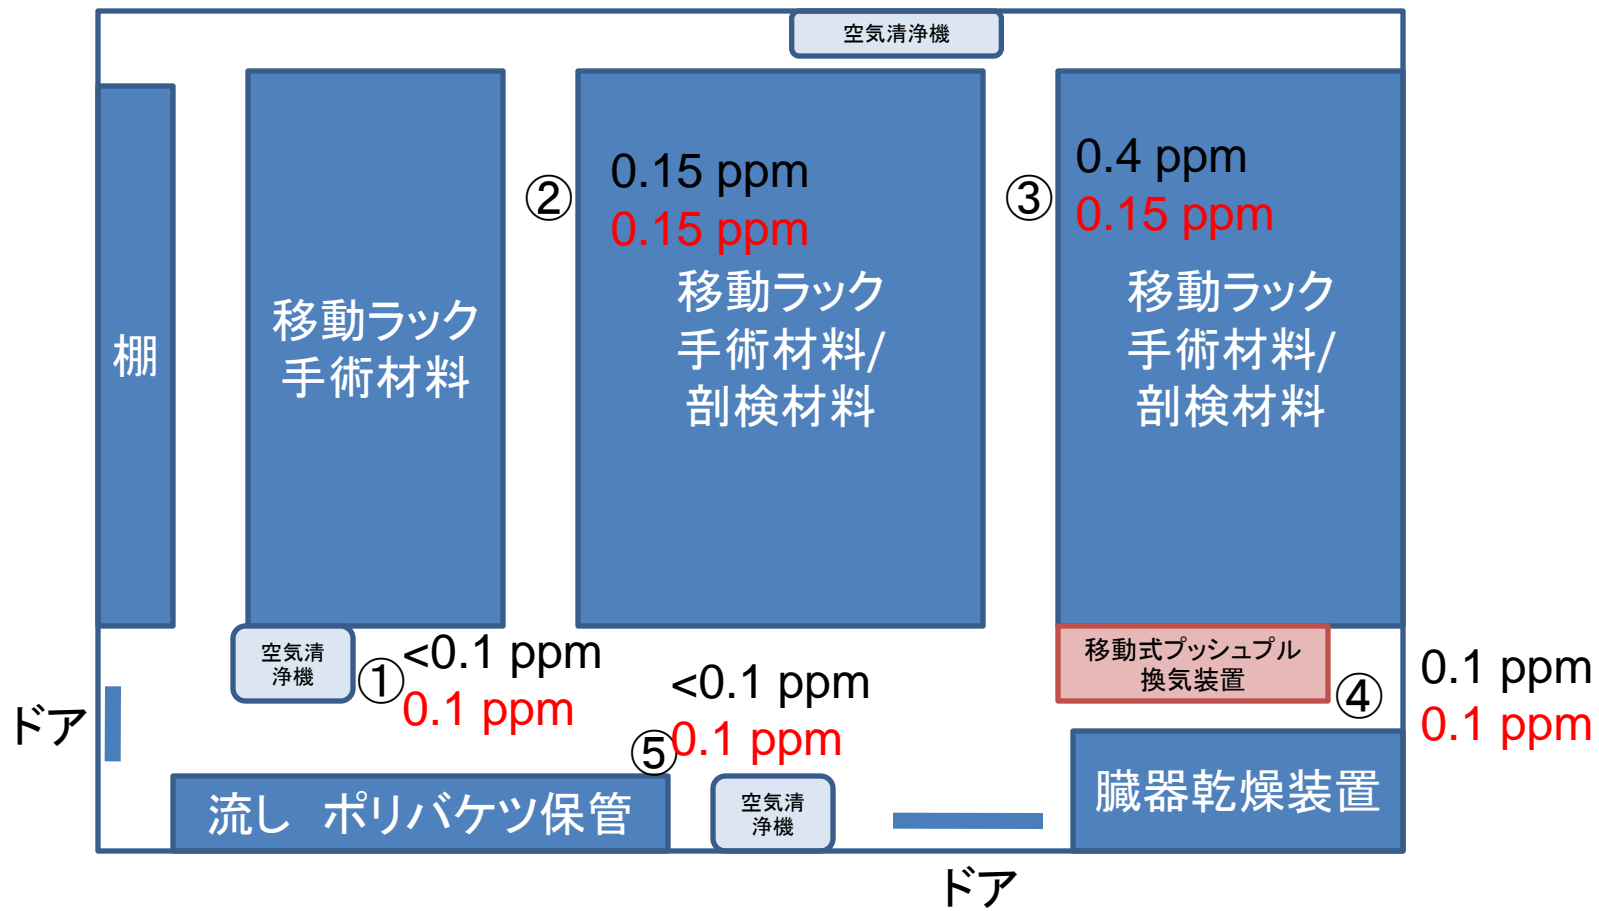 空気清浄機
②
0.15 ppm
0.15 ppm
③
0.4 ppm
0.15 ppm
棚
移動ラック
手術材料
移動ラック
手術材料/
剖検材料
移動ラック
手術材料/
剖検材料
空気清
浄機
①
<0.1 ppm
0.1 ppm
<0.1 ppm
0.1 ppm
⑤
移動式プッシュプル
換気装置
④
0.1 ppm
0.1 ppm
ドア
流し　ポリバケツ保管
空気清
浄機
臓器乾燥装置
ドア